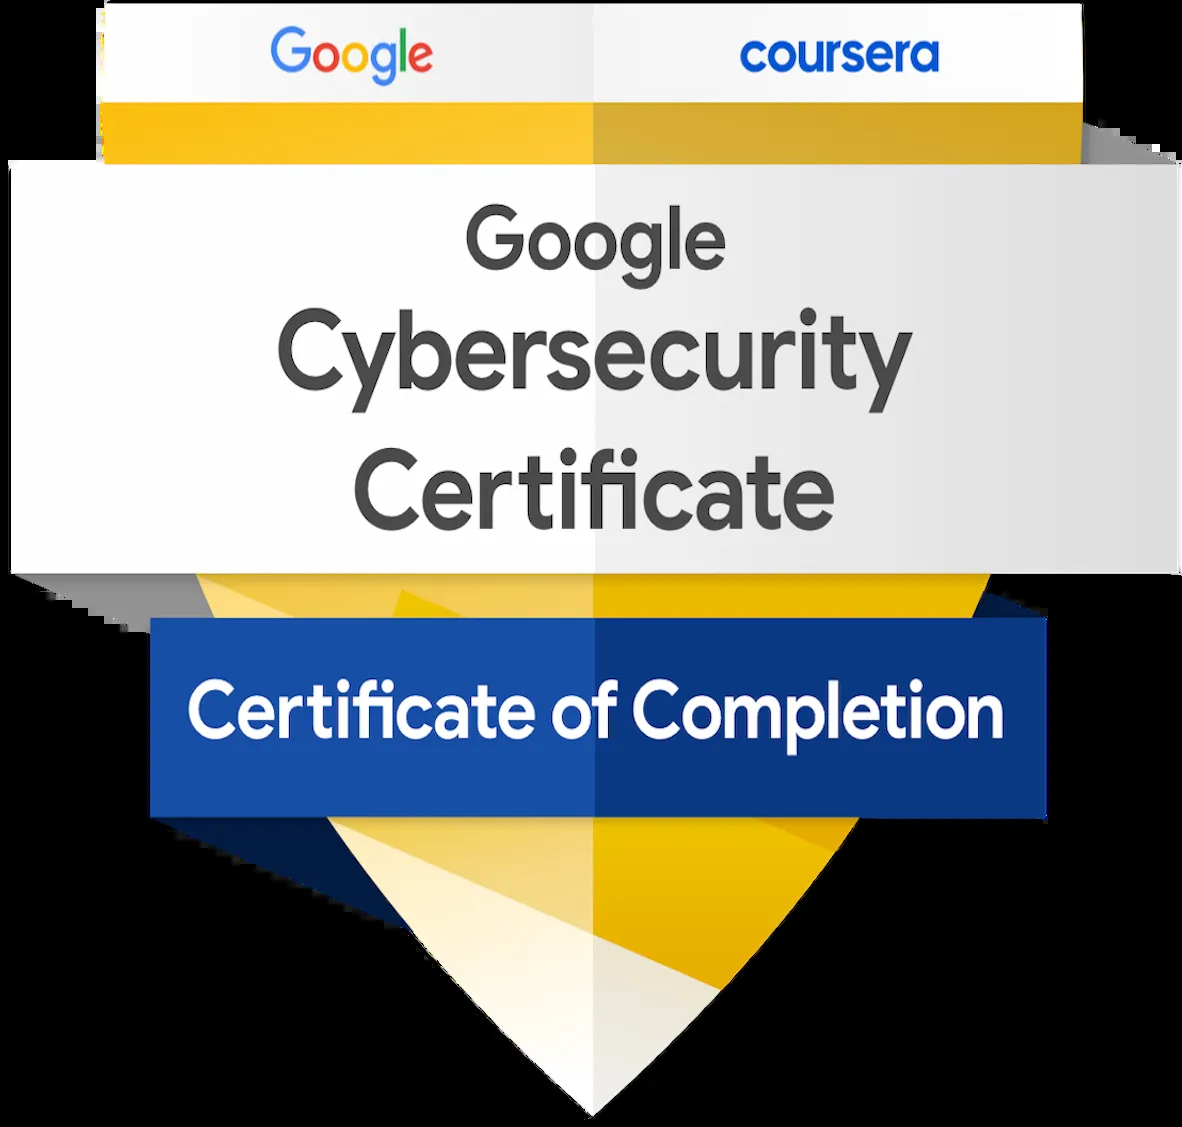 Google coursera
Google
Cybersecurity
Certificate
Certificate of Completion